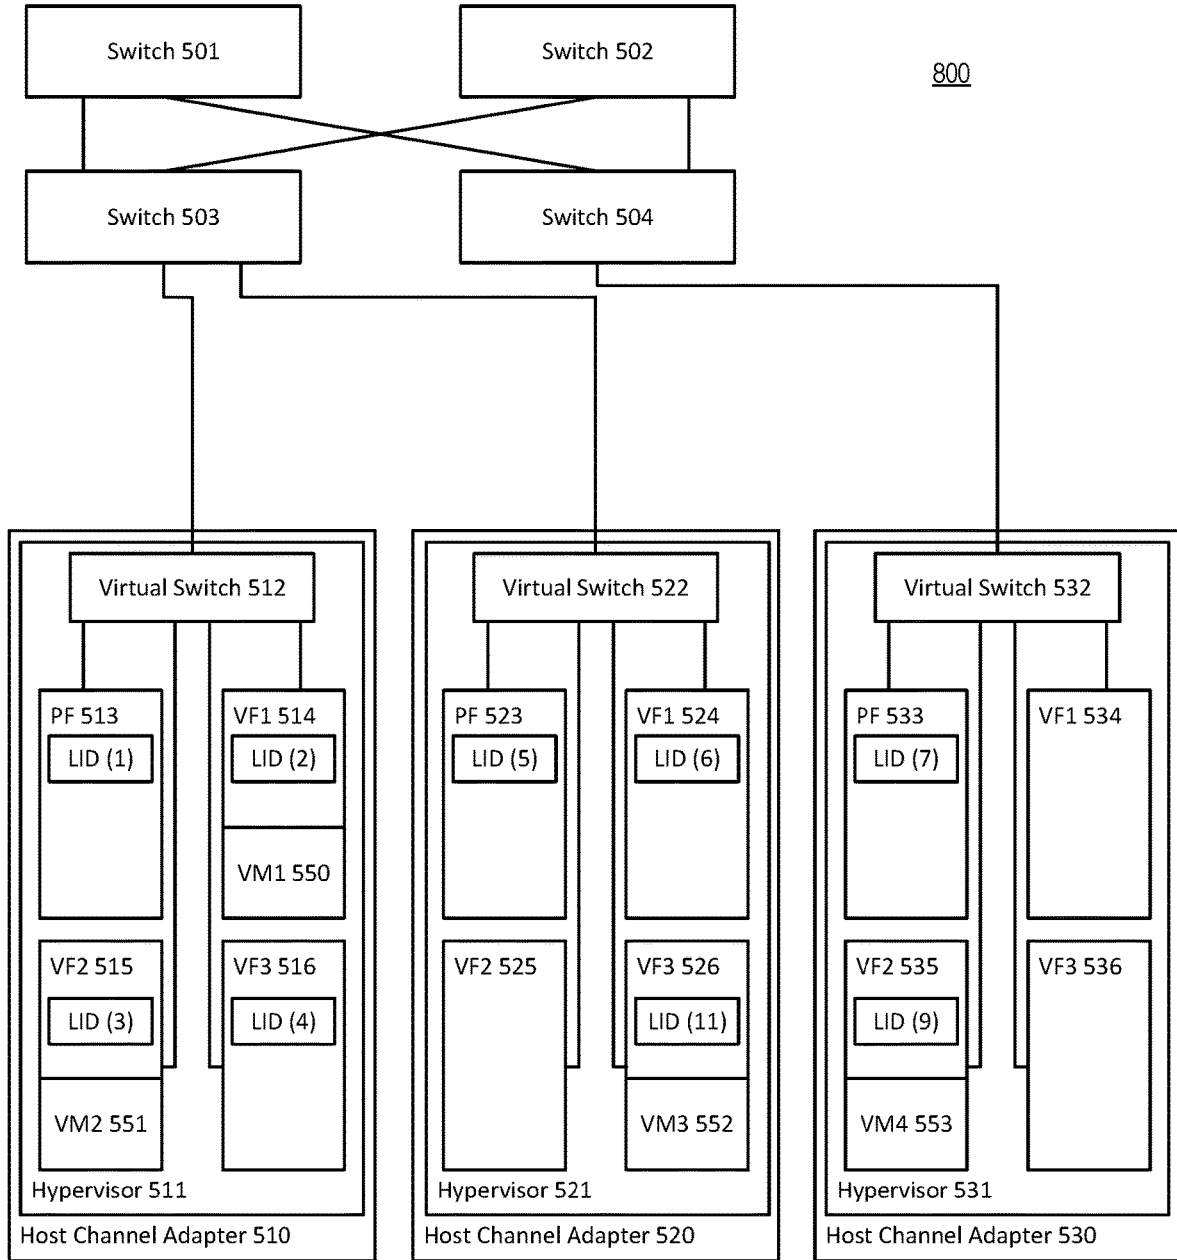 Switch 501
Switch 502
800
Switch 503
Switch 504
Virtual Switch 512
Virtual Switch 522
Virtual Switch 532
PF 513
LID (1)
VF1 514
LID (2)
VM1 550
VF2 515
LID (3)
VM2 551
VF3 516
LID (4)
Hypervisor 511
Host Channel Adapter 510
PF 523
LID (5)
VF1 524
LID (6)
VF2 525
VF3 526
LID (11)
VM3 552
Hypervisor 521
Host Channel Adapter 520
PF 533
LID (7)
VF1 534
VF2 535
LID (9)
VM4 553
VF3 536
Hypervisor 531
Host Channel Adapter 530